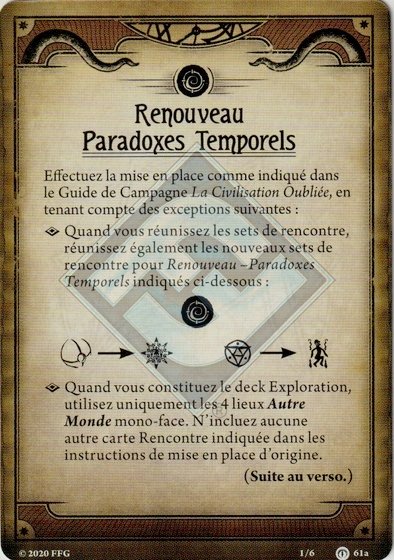 Renouveau
Paradoxes Temporels
Effectuez la mise en place comme indiqué dans
le Guide de Campagne La Civilisation Oubliée, en
tenant compte des exceptions suivantes :
Quand vous réunissez les sets de rencontre,
réunissez également les nouveaux sets de
rencontre pour Renouveau –Paradoxes
Temporels indiqués ci-dessous :
Quand vous constituez le deck Exploration,
utilisez uniquement les 4 lieux Autre
Monde mono-face. N'incluez aucune
autre carte Rencontre indiquée dans les
instructions de mise en place d'origine.
(Suite au verso.)
© 2020 FFG 1/6 61a